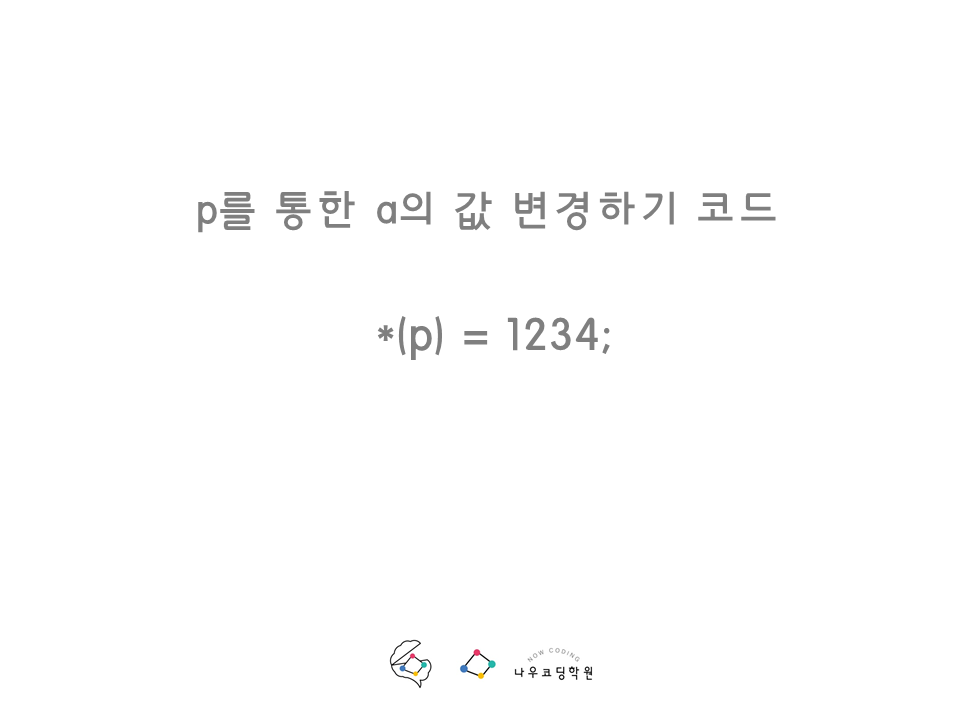 p를 통한 a의 값 변경하기 코드
*(p) = 1234;
NOW CODING
나우코딩학원